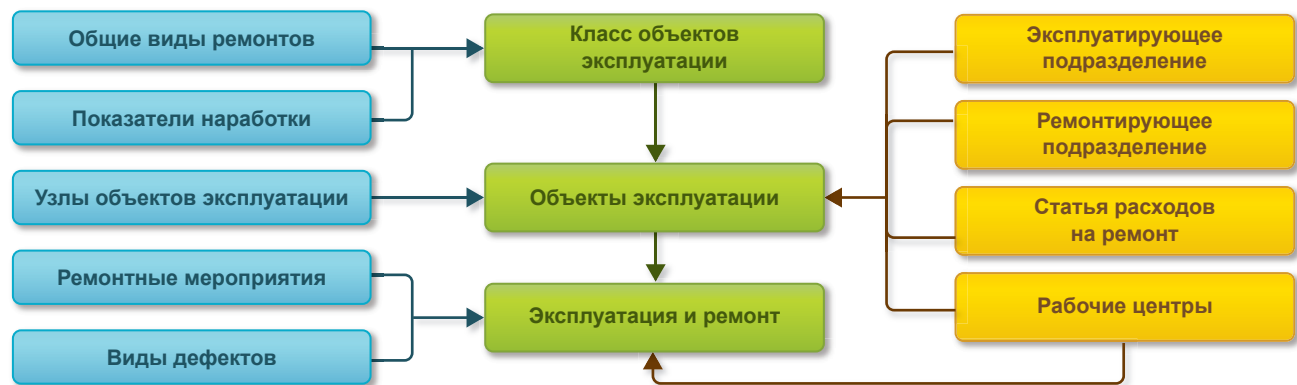 Общие виды ремонтов
Показатели наработки
Узлы объектов эксплуатации
Ремонтные мероприятия
Виды дефектов
Класс объектов
эксплуатации
Объекты эксплуатации
Эксплуатация и ремонт
Эксплуатирующее
подразделение
Ремонтирующее
подразделение
Статья расходов
на ремонт
Рабочие центры